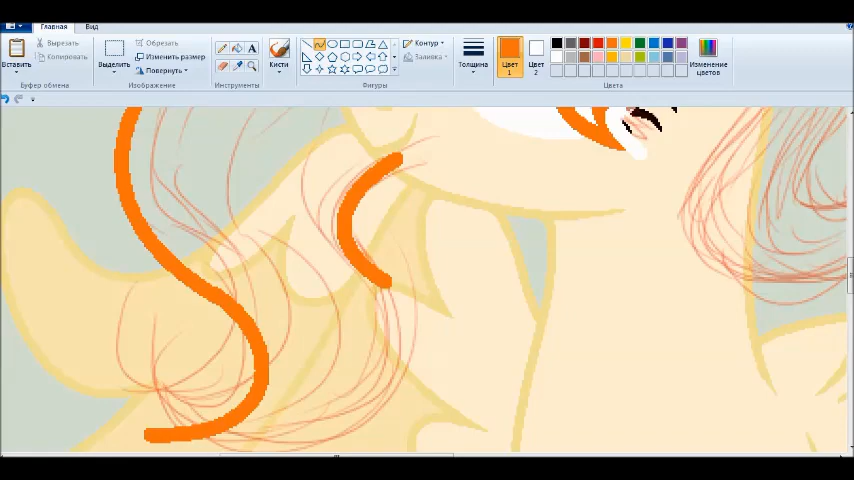 Главная Вид
Вставить
Вырезать
Копировать
Буфер обмена
Выделить
Обрезать
Изменить размер
Повернуть
Изображение
A
Инструменты
Кисти
Контур
Заливка
Фигуры
Толщина
Цвет 1
Цвет 2
Изменение цветов
Цвета